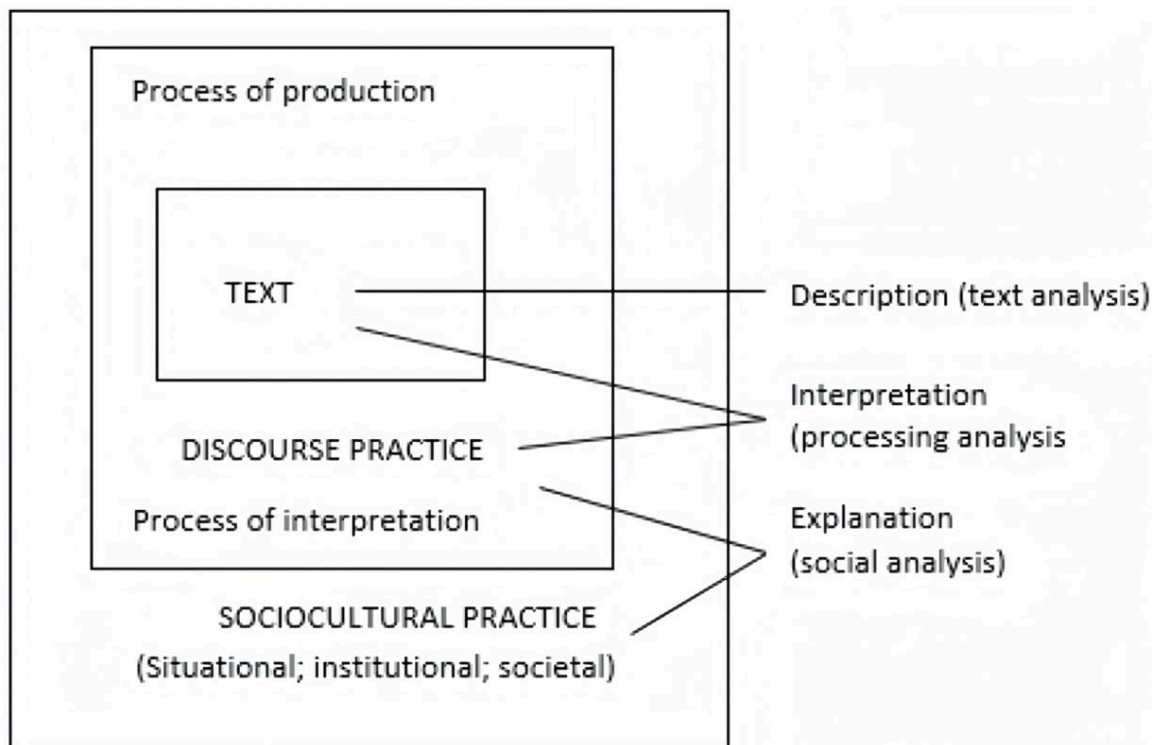 Process of production
TEXT
Description (text analysis)
Interpretation
(processing analysis
DISCOURSE PRACTICE
Process of interpretation
Explanation
(social analysis)
SOCIOCULTURAL PRACTICE
(Situational; institutional; societal)